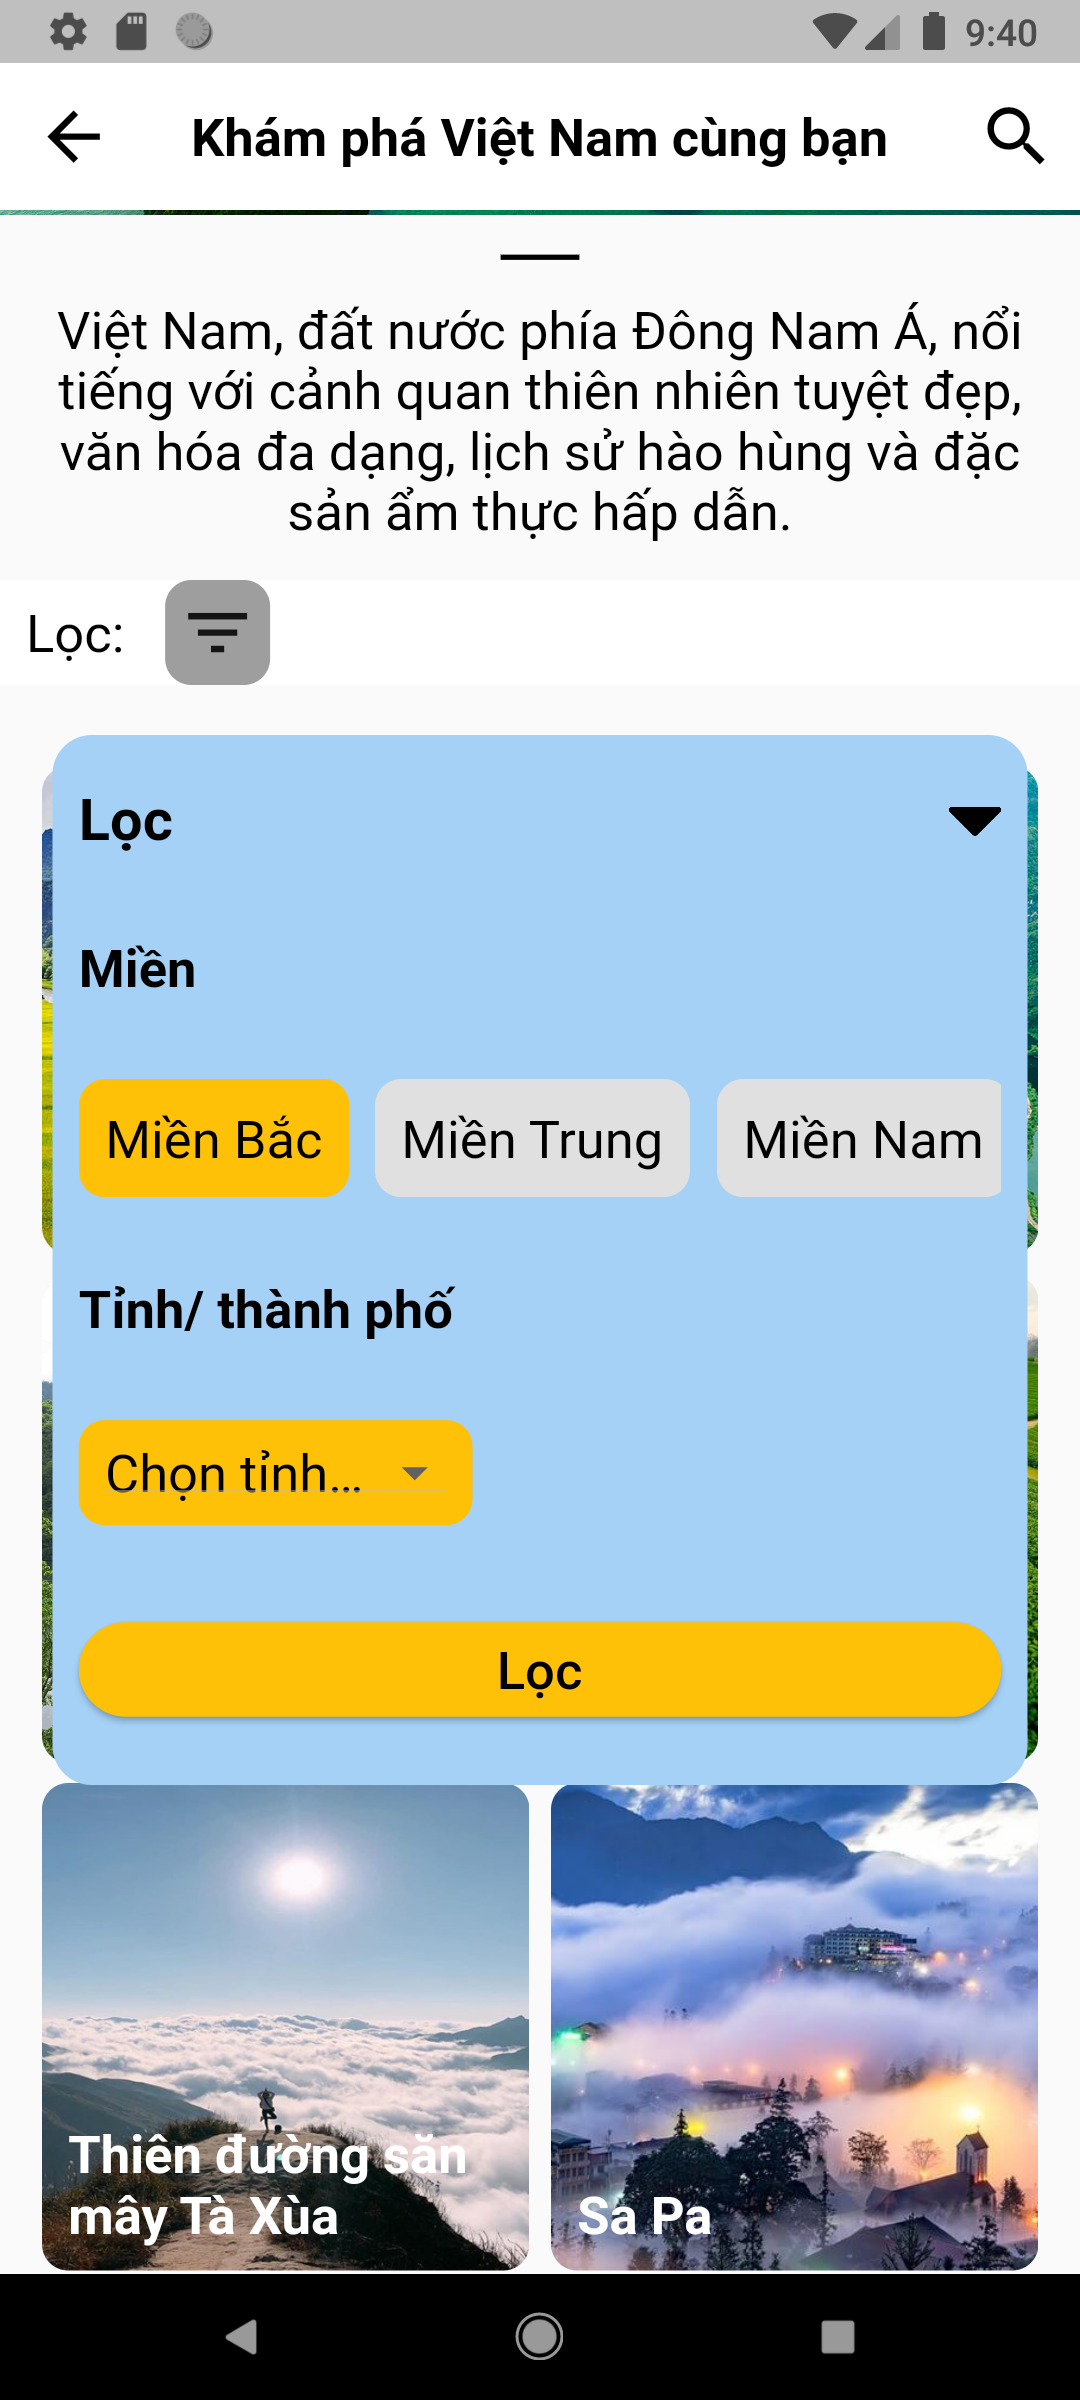 9:40
Khám phá Việt Nam cùng bạn
Việt Nam, đất nước phía Đông Nam Á, nổi
tiếng với cảnh quan thiên nhiên tuyệt đẹp,
văn hóa đa dạng, lịch sử hào hùng và đặc
sản ẩm thực hấp dẫn.
Lọc:
Lọc
Miền
Miền Bắc Miền Trung Miền Nam
Tỉnh/ thành phố
Chọn tỉnh...
Lọc
Thiên đường săn
mây Tà Xùa
Sa Pa